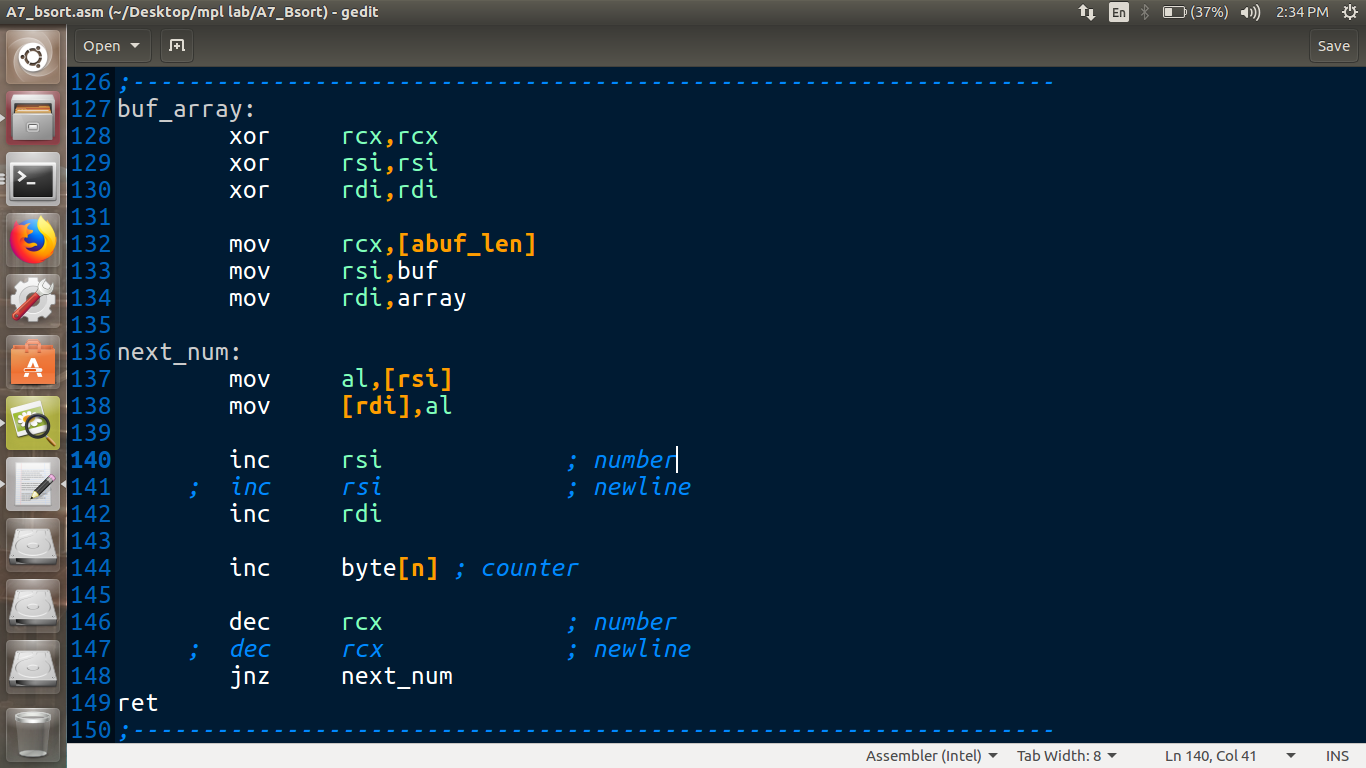 A7_bsort.asm (~/Desktop/mpl lab/A7_Bsort) - gedit En (37%) 2:34 PM
Open Save
126 ;--------------------------------------------------------------------
127 buf_array:
128 xor rcx,rcx
129 xor rsi,rsi
130 xor rdi,rdi
131
132 mov rcx,[abuf_len]
133 mov rsi,buf
134 mov rdi,array
135
136 next_num:
137 mov al,[rsi]
138 mov [rdi],al
139
140 inc rsi ; number
141 ; inc rsi ; newline
142 inc rdi
143
144 inc byte[n] ; counter
145
146 dec rcx ; number
147 ; dec rcx ; newline
148 jnz next_num
149 ret
150 ;--------------------------------------------------------------------
Assembler (Intel) Tab Width: 8 Ln 140, Col 41 INS